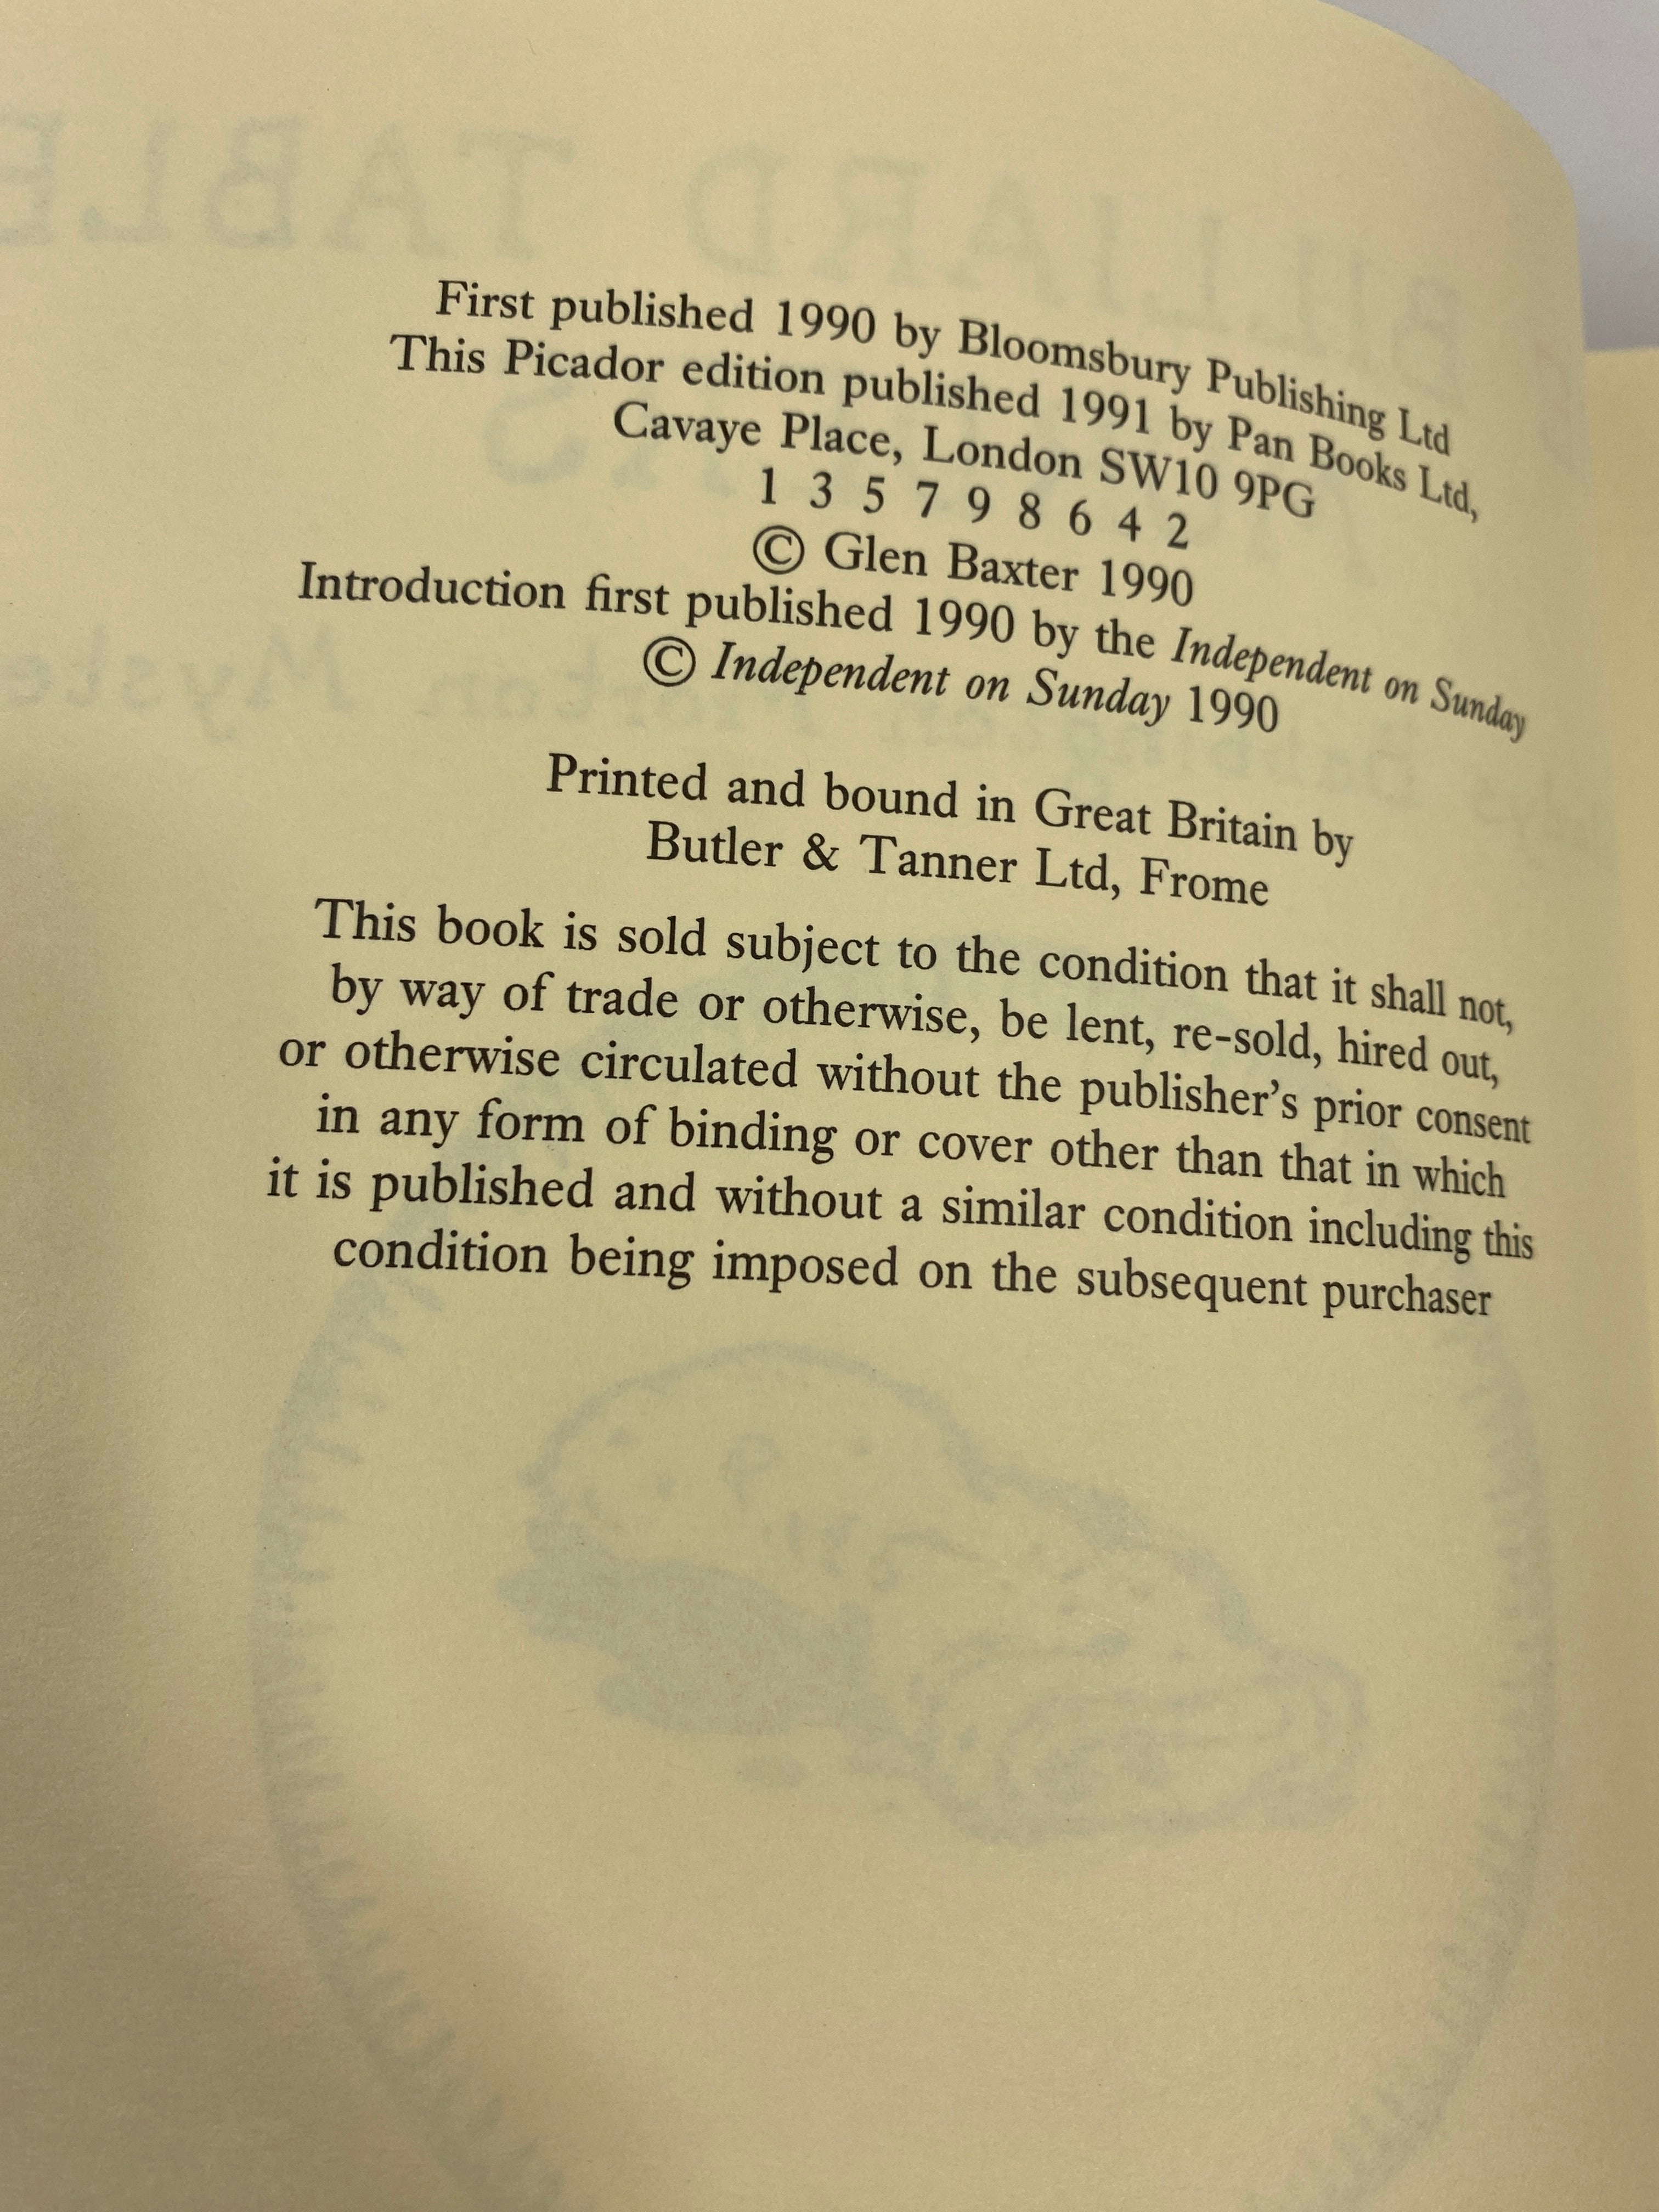 First published 1990 by Bloomsbury Publishing Ltd
This Picador edition published 1991 by Pan Books Ltd,
Cavaye Place, London SW10 9PG
1 3 5 7 9 8 6 4 2
© Glen Baxter 1990
Introduction first published 1990 by the Independent on Sunday
© Independent on Sunday 1990
Printed and bound in Great Britain by
Butler & Tanner Ltd, Frome
This book is sold subject to the condition that it shall not,
by way of trade or otherwise, be lent, re-sold, hired out,
or otherwise circulated without the publisher's prior consent
in any form of binding or cover other than that in which
it is published and without a similar condition including this
condition being imposed on the subsequent purchaser